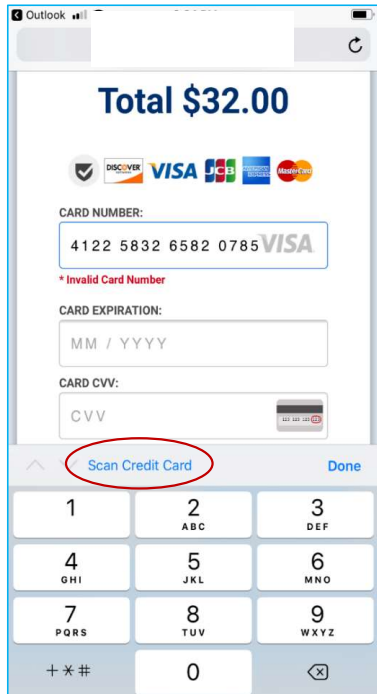 Outlook
Total $32.00
DISCOVER VISA JCB MasterCard
CARD NUMBER:
4122 5832 6582 0785 VISA
* Invalid Card Number
CARD EXPIRATION:
MM / YYYY
CARD CVV:
CVV
Scan Credit Card Done
1 2 3
ABC DEF
4 5 6
GHI JKL MNO
7 8 9
PQRS TUV WXYZ
+*# 0